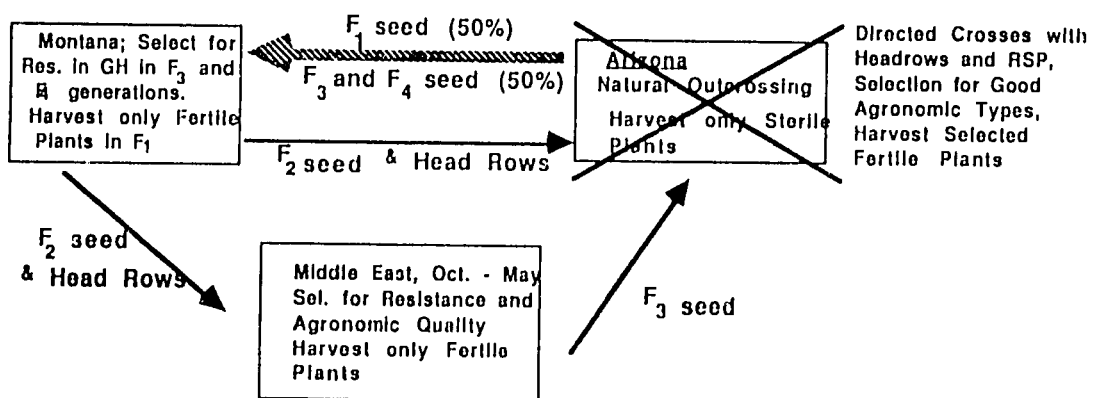 Montana; Select for
Res. in GH in F3 and
F4 generations.
Harvest only Fertile
Plants in F1
F1 seed (50%)
F3 and F4 seed (50%)
F2 seed & Head Rows
Arizona
Natural Outcrossing
Harvest only Sterile
Plants
Directed Crosses with
Headrows and RSP,
Selection for Good
Agronomic Types,
Harvest Selected
Fertile Plants
F2 seed
& Head Rows
Middle East, Oct. - May
Sel. for Resistance and
Agronomic Quality
Harvest only Fertile
Plants
F3 seed